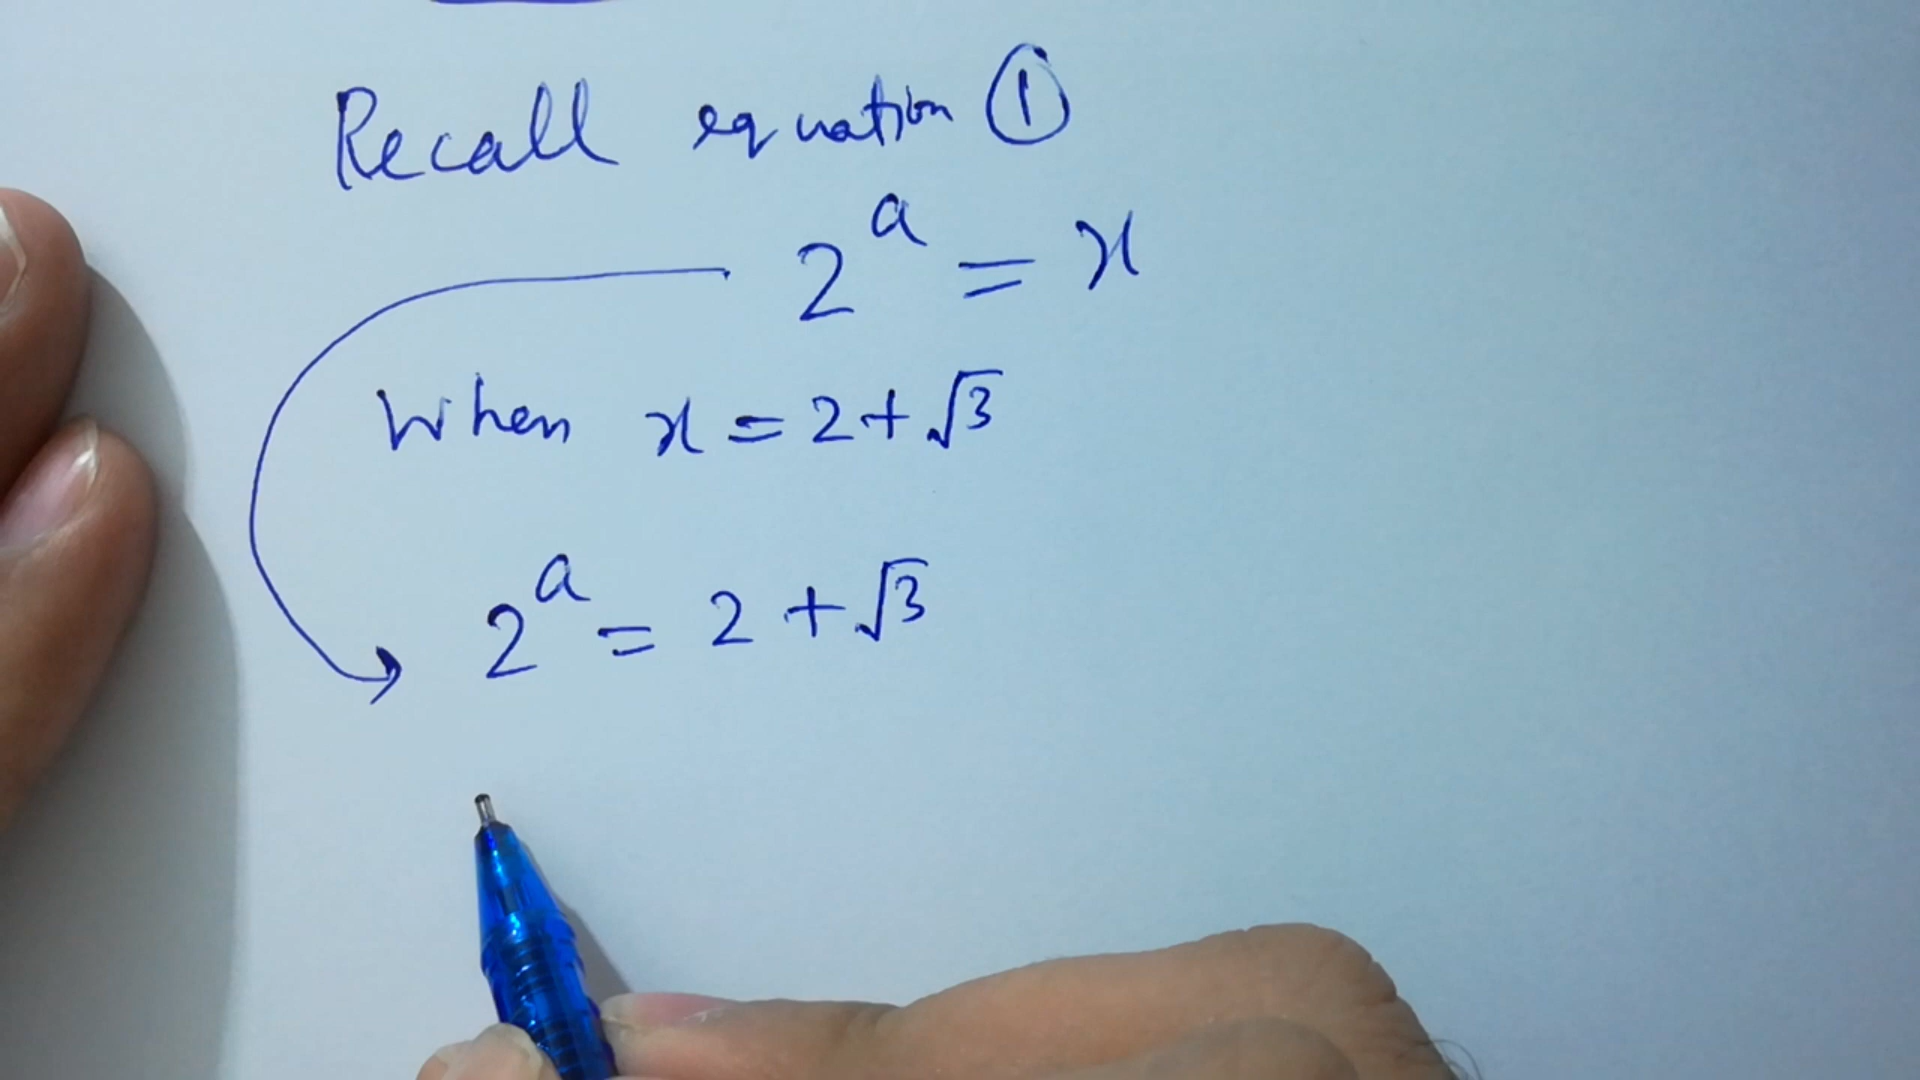 Recall equation ①
2^a = x
When x = 2 + √3
2^a = 2 + √3